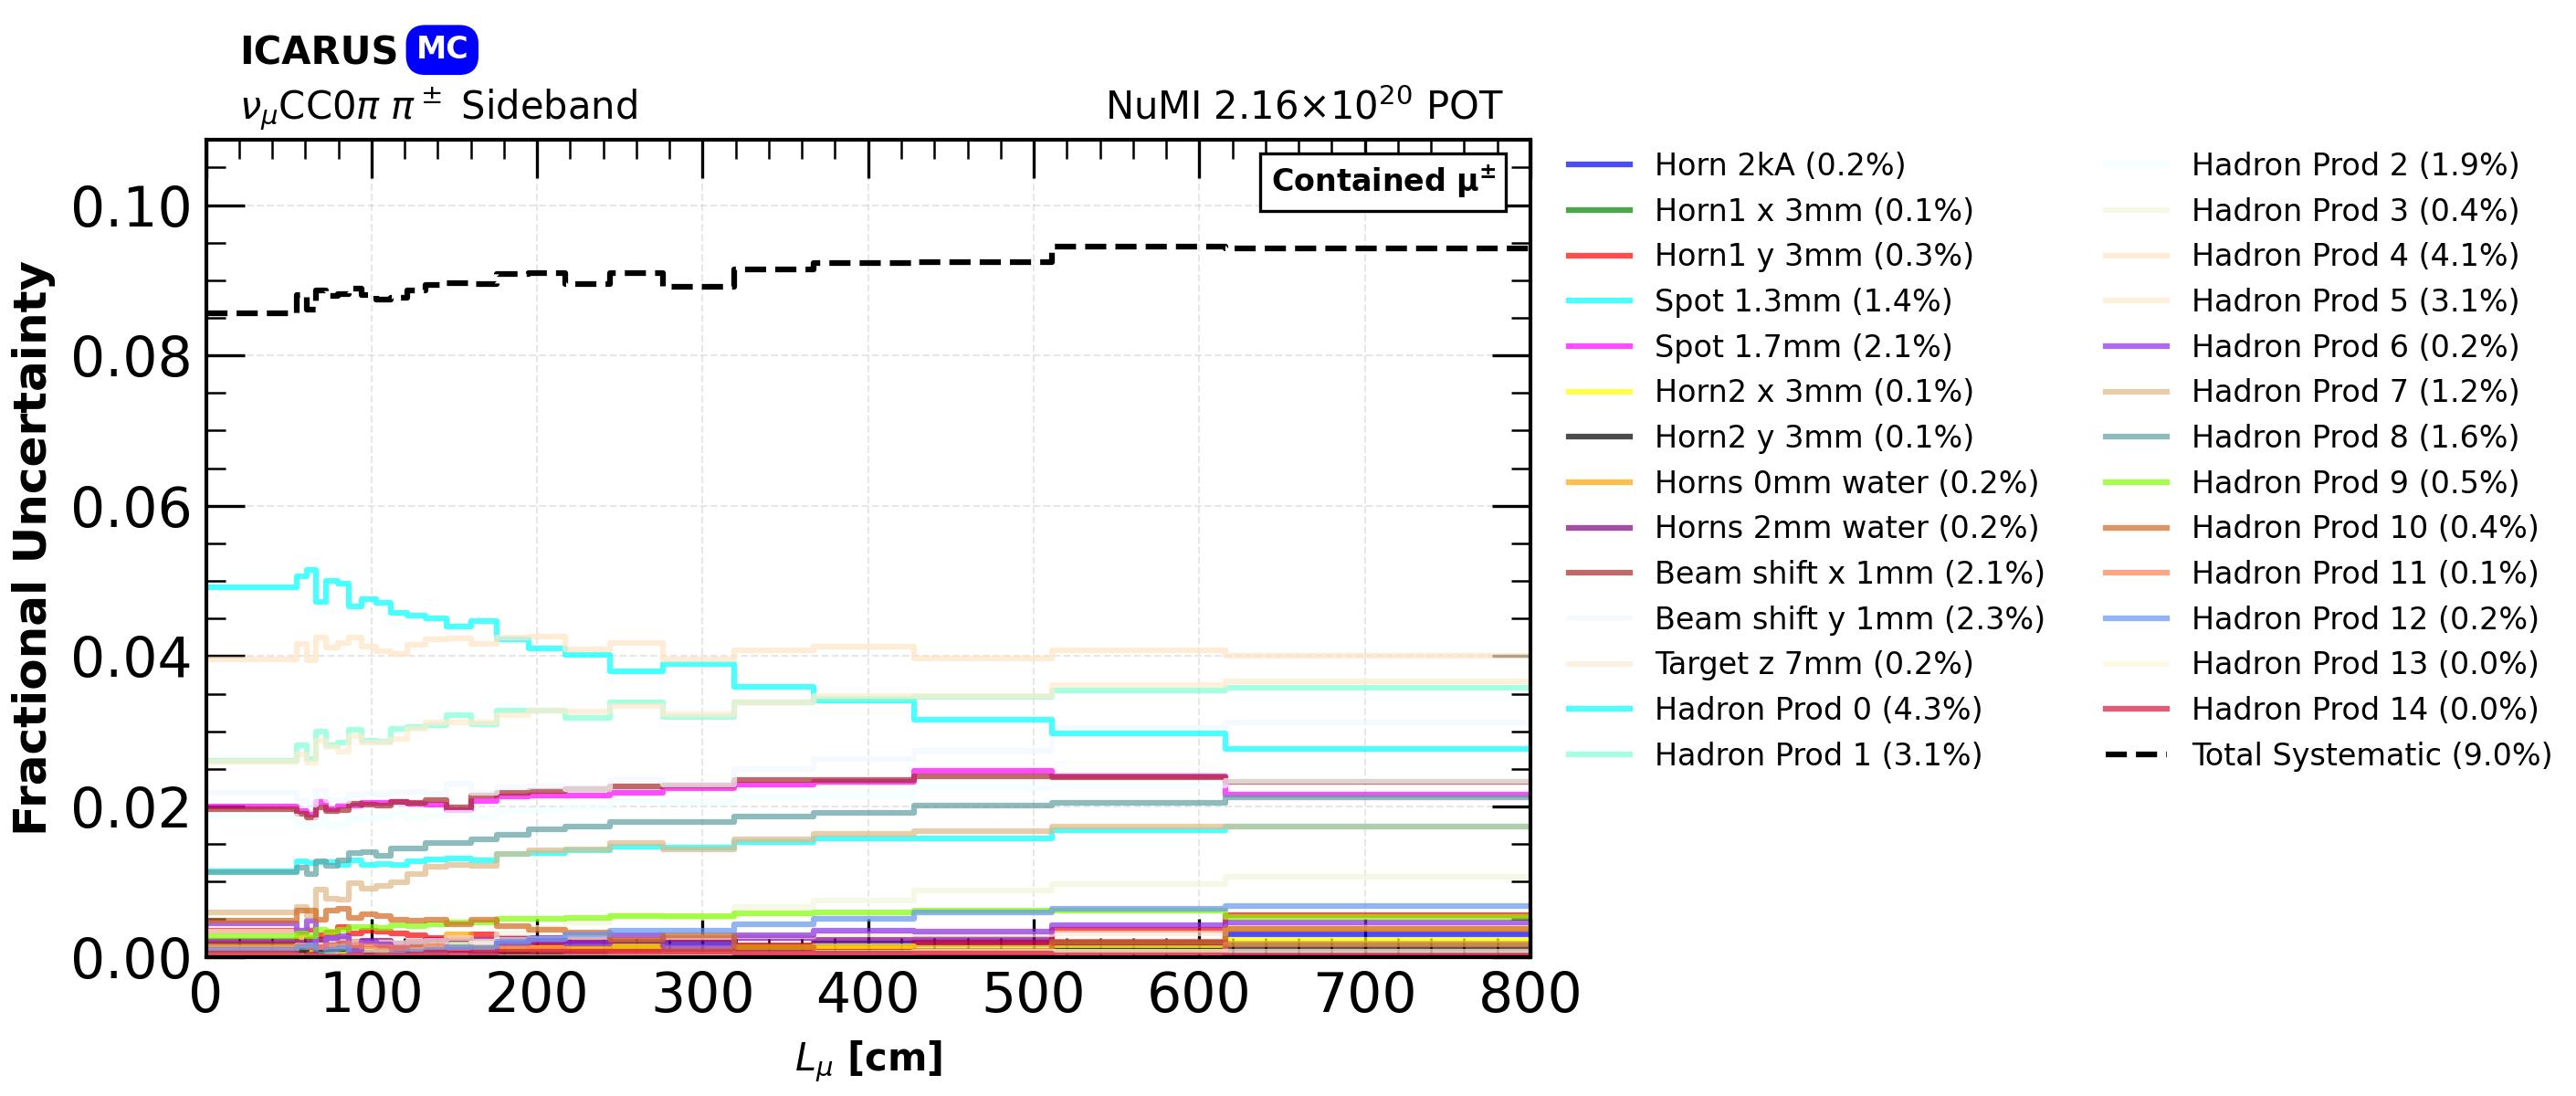 ICARUS MC
νμCC0π π± Sideband
NuMI 2.16×10²⁰ POT
Contained μ±
Fractional Uncertainty
0.10
0.08
0.06
0.04
0.02
0.00
0 100 200 300 400 500 600 700 800
Lμ [cm]
Horn 2kA (0.2%)
Horn1 x 3mm (0.1%)
Horn1 y 3mm (0.3%)
Spot 1.3mm (1.4%)
Spot 1.7mm (2.1%)
Horn2 x 3mm (0.1%)
Horn2 y 3mm (0.1%)
Horns 0mm water (0.2%)
Horns 2mm water (0.2%)
Beam shift x 1mm (2.1%)
Beam shift y 1mm (2.3%)
Target z 7mm (0.2%)
Hadron Prod 0 (4.3%)
Hadron Prod 1 (3.1%)
Hadron Prod 2 (1.9%)
Hadron Prod 3 (0.4%)
Hadron Prod 4 (4.1%)
Hadron Prod 5 (3.1%)
Hadron Prod 6 (0.2%)
Hadron Prod 7 (1.2%)
Hadron Prod 8 (1.6%)
Hadron Prod 9 (0.5%)
Hadron Prod 10 (0.4%)
Hadron Prod 11 (0.1%)
Hadron Prod 12 (0.2%)
Hadron Prod 13 (0.0%)
Hadron Prod 14 (0.0%)
Total Systematic (9.0%)